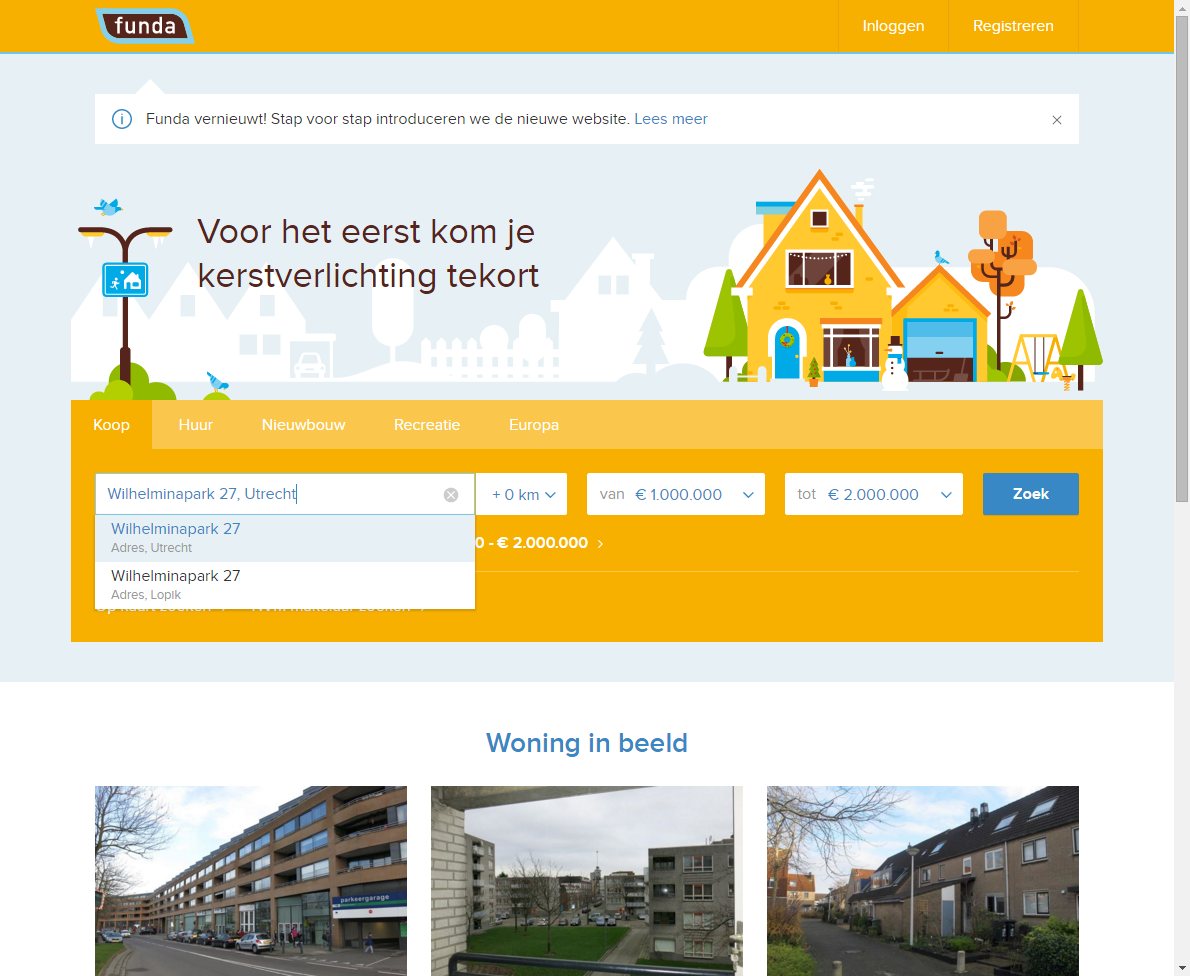 funda
Inloggen
Registreren
Funda vernieuwt! Stap voor stap introduceren we de nieuwe website. Lees meer
Voor het eerst kom je
kerstverlichting tekort
Koop
Huur
Nieuwbouw
Recreatie
Europa
Wilhelminapark 27, Utrecht
+ 0 km
van € 1.000.000
tot € 2.000.000
Zoek
Wilhelminapark 27
Adres, Utrecht
0 - € 2.000.000
Wilhelminapark 27
Adres, Lopik
Woning in beeld
parkeergarage